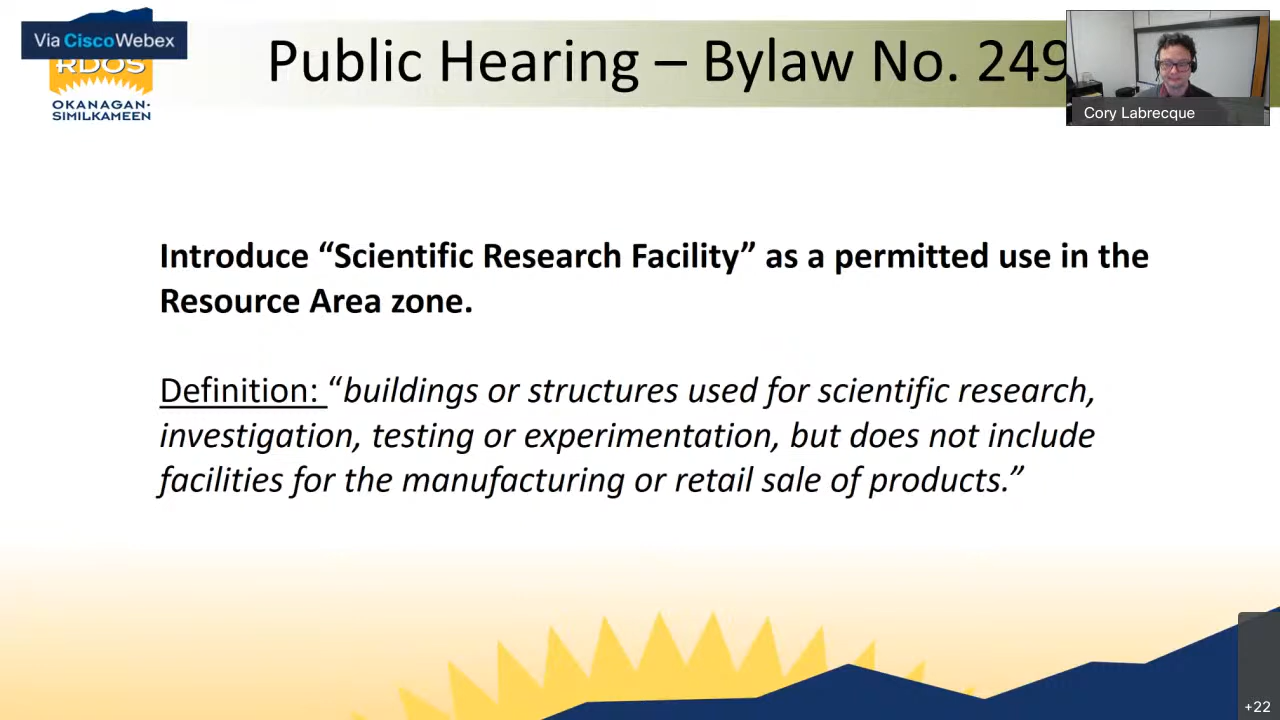 Via Cisco Webex
RDOS
OKANAGAN-
SIMILKAMEEN
Public Hearing – Bylaw No. 249
Cory Labrecque
Introduce “Scientific Research Facility” as a permitted use in the
Resource Area zone.
Definition: “buildings or structures used for scientific research,
investigation, testing or experimentation, but does not include
facilities for the manufacturing or retail sale of products.”
+22